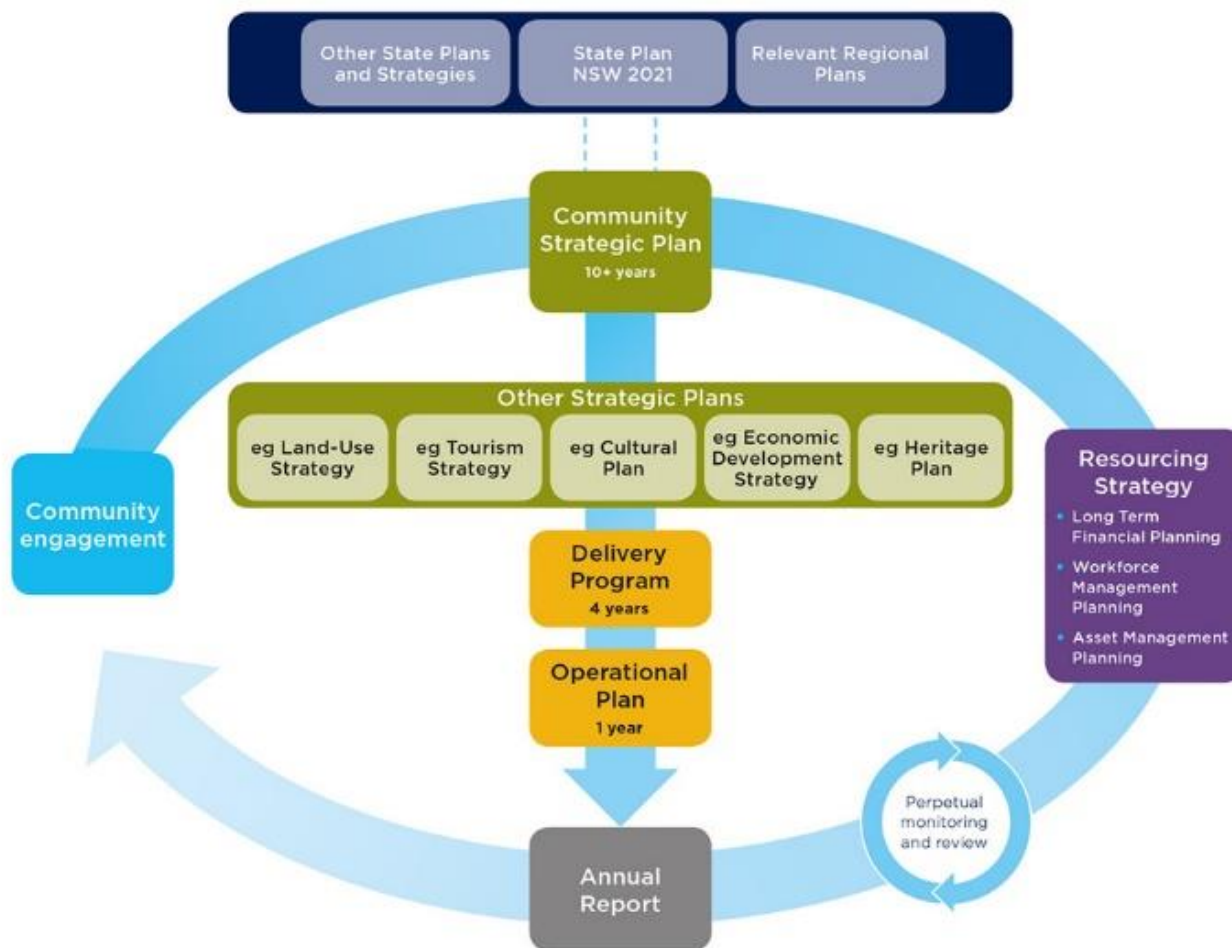 Other State Plans
and Strategies
State Plan
NSW 2021
Relevant Regional
Plans
Community
Strategic Plan
10+ years
Other Strategic Plans
eg Land-Use
Strategy
eg Tourism
Strategy
eg Cultural
Plan
eg Economic
Development
Strategy
eg Heritage
Plan
Community
engagement
Resourcing
Strategy
• Long Term
Financial Planning
• Workforce
Management
Planning
• Asset Management
Planning
Delivery
Program
4 years
Operational
Plan
1 year
Perpetual
monitoring
and review
Annual
Report